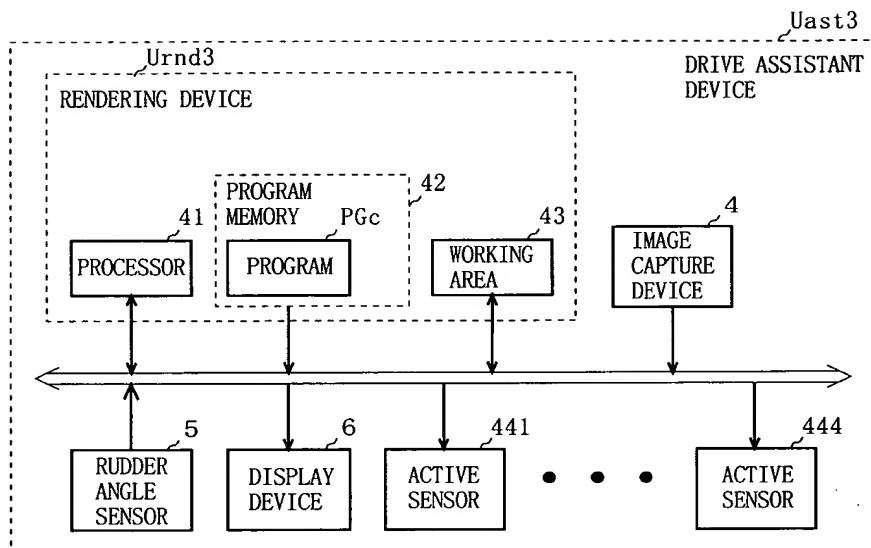 Uast3
Urnd3
DRIVE ASSISTANT
DEVICE
RENDERING DEVICE
PROGRAM
MEMORY
42
41
PGc
43
4
PROCESSOR
PROGRAM
WORKING
AREA
IMAGE
CAPTURE
DEVICE
5
6
441
444
RUDDER
ANGLE
SENSOR
DISPLAY
DEVICE
ACTIVE
SENSOR
ACTIVE
SENSOR